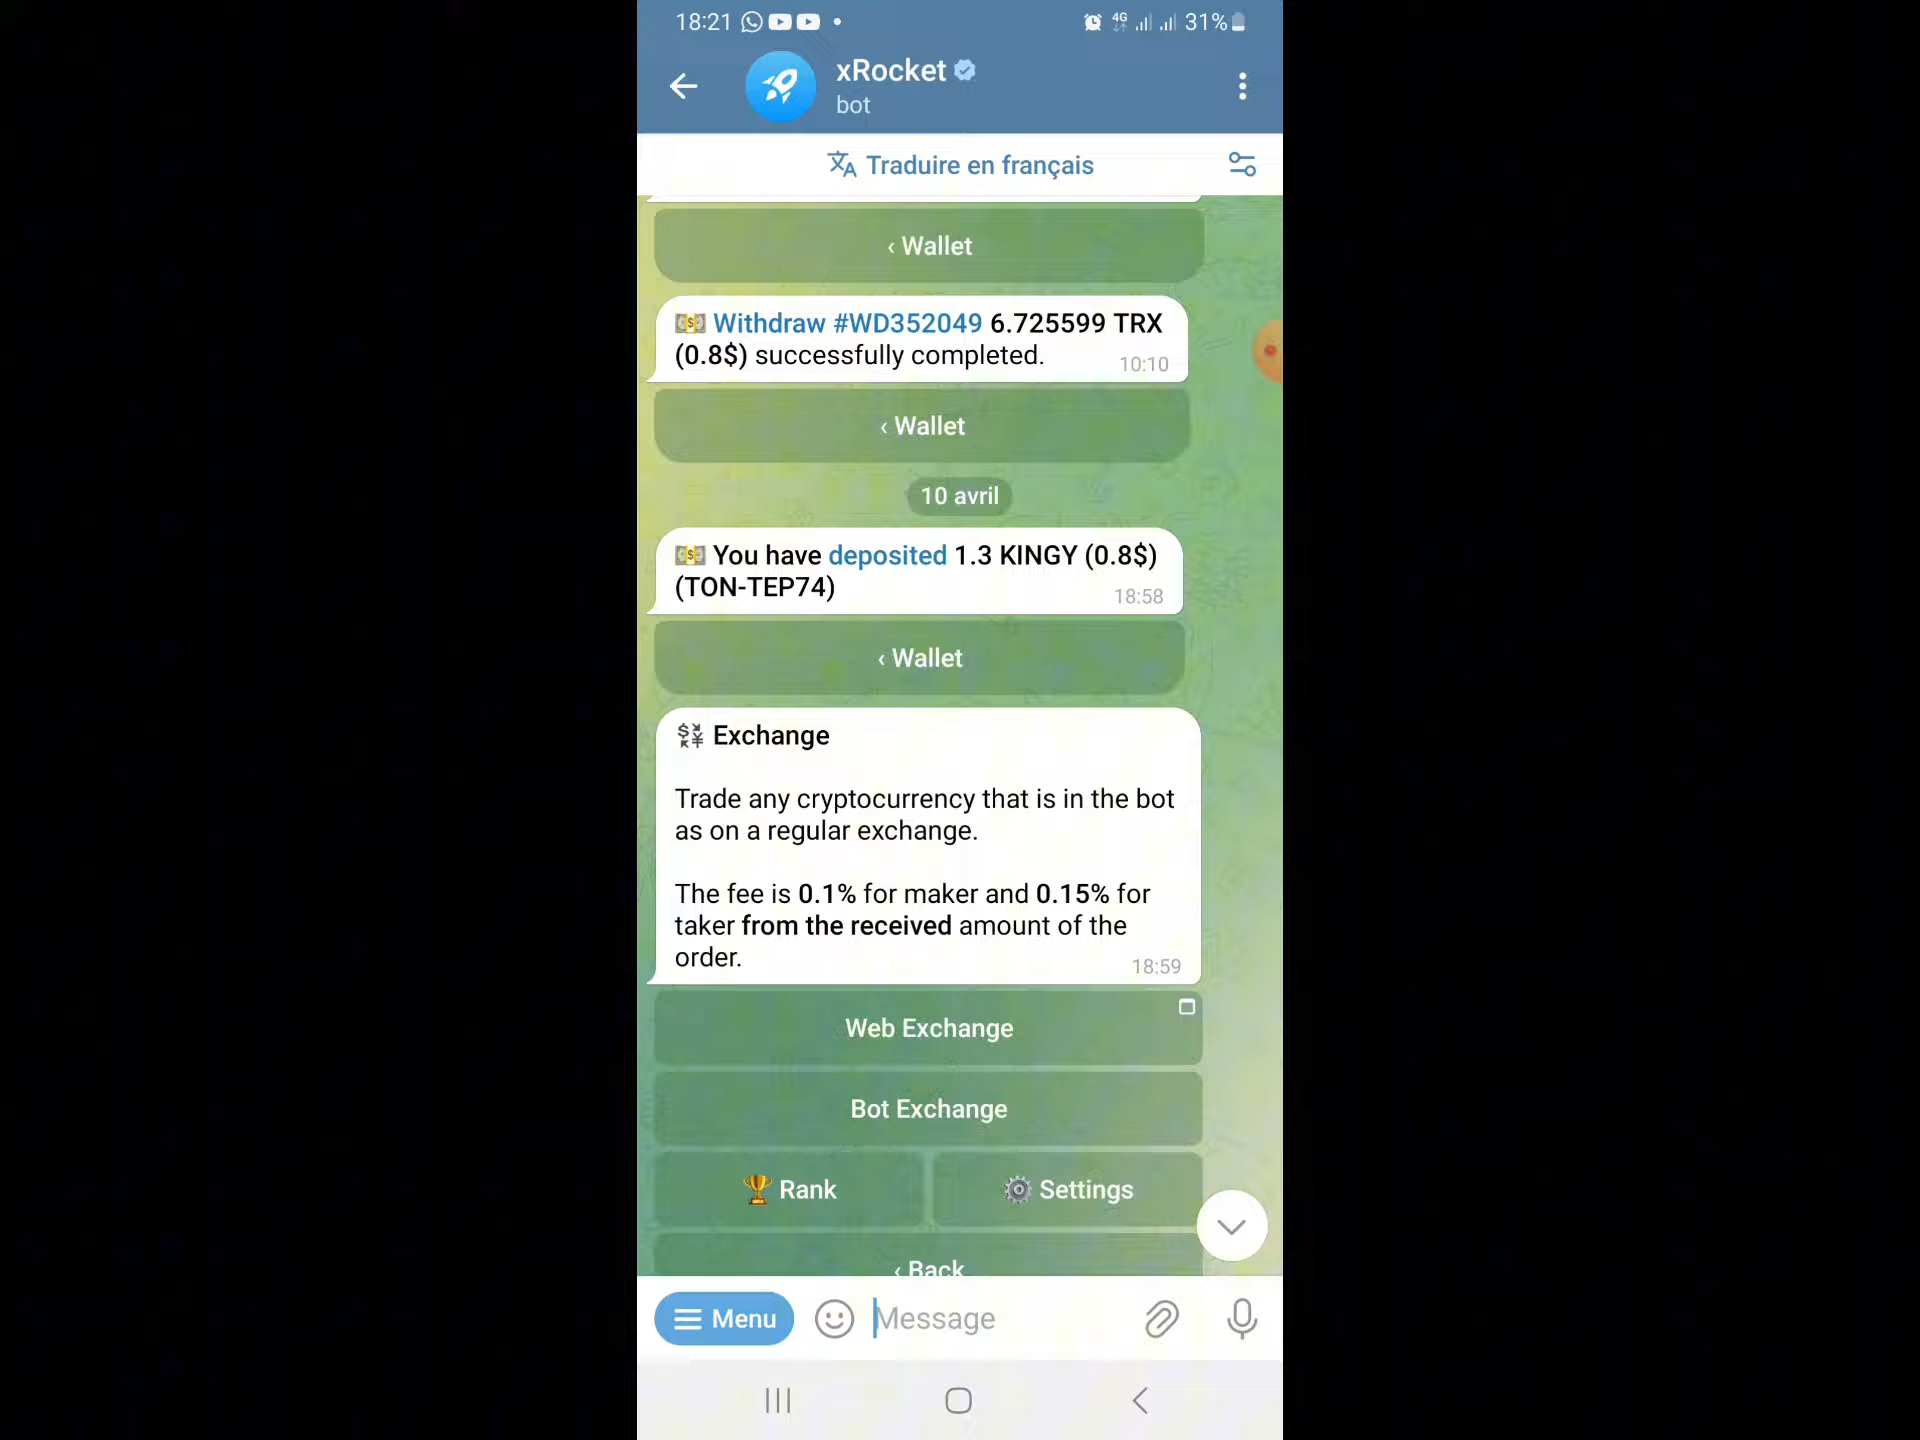 18:21
4G
31%
xRocket
bot
Traduire en français
‹ Wallet
Withdraw #WD352049 6.725599 TRX
(0.8$) successfully completed.
10:10
‹ Wallet
10 avril
You have deposited 1.3 KINGY (0.8$)
(TON-TEP74)
18:58
‹ Wallet
Exchange
Trade any cryptocurrency that is in the bot
as on a regular exchange.
The fee is 0.1% for maker and 0.15% for
taker from the received amount of the
order.
18:59
Web Exchange
Bot Exchange
Rank
Settings
‹ Back
Menu
Message